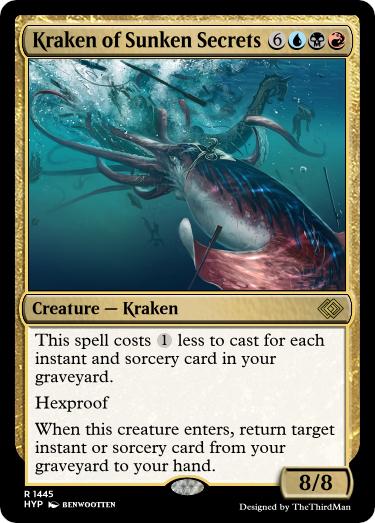 Kraken of Sunken Secrets 6
Creature — Kraken
This spell costs 1 less to cast for each
instant and sorcery card in your
graveyard.
Hexproof
When this creature enters, return target
instant or sorcery card from your
graveyard to your hand.
8/8
R 1445
HYP BENWOOTTEN
Designed by TheThirdMan